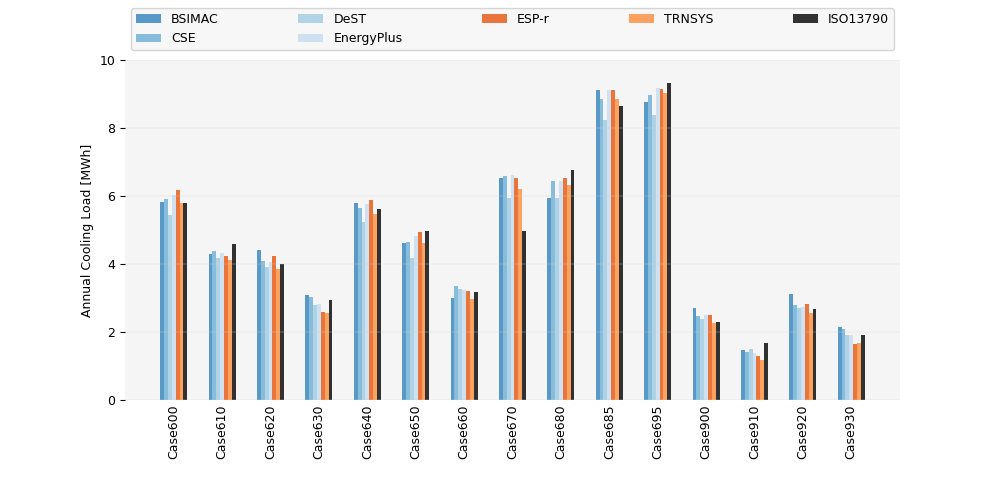 BSIMAC DeST ESP-r TRNSYS ISO13790
CSE EnergyPlus
Annual Cooling Load [MWh]
10
8
6
4
2
0
Case600 Case610 Case620 Case630 Case640 Case650 Case660 Case670 Case680 Case685 Case695 Case900 Case910 Case920 Case930